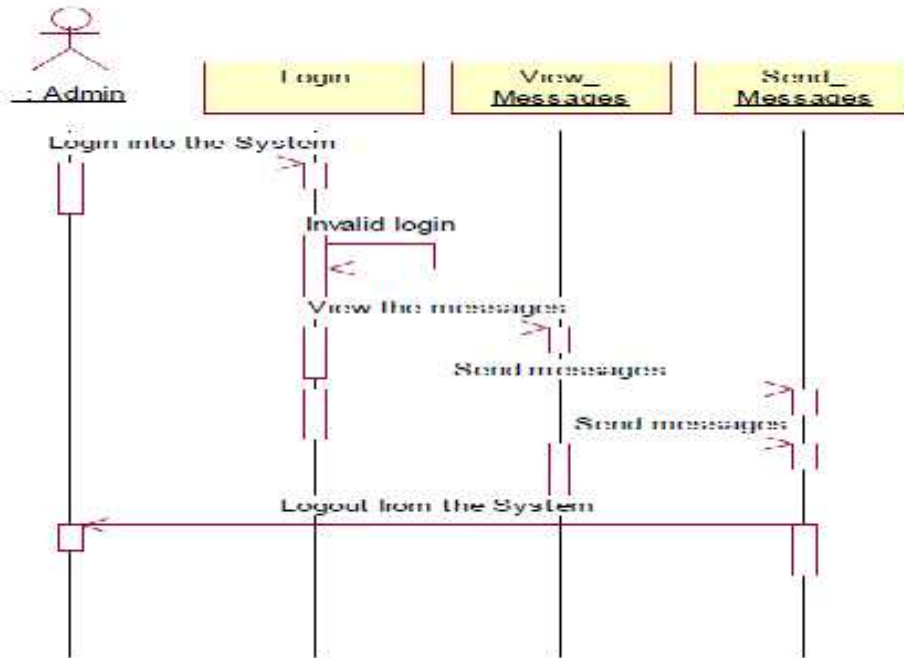 : Admin
Login
View_
Messages
Send_
Messages
Login into the System
Invalid login
View the messages
Send messages
Send messages
Logout from the System